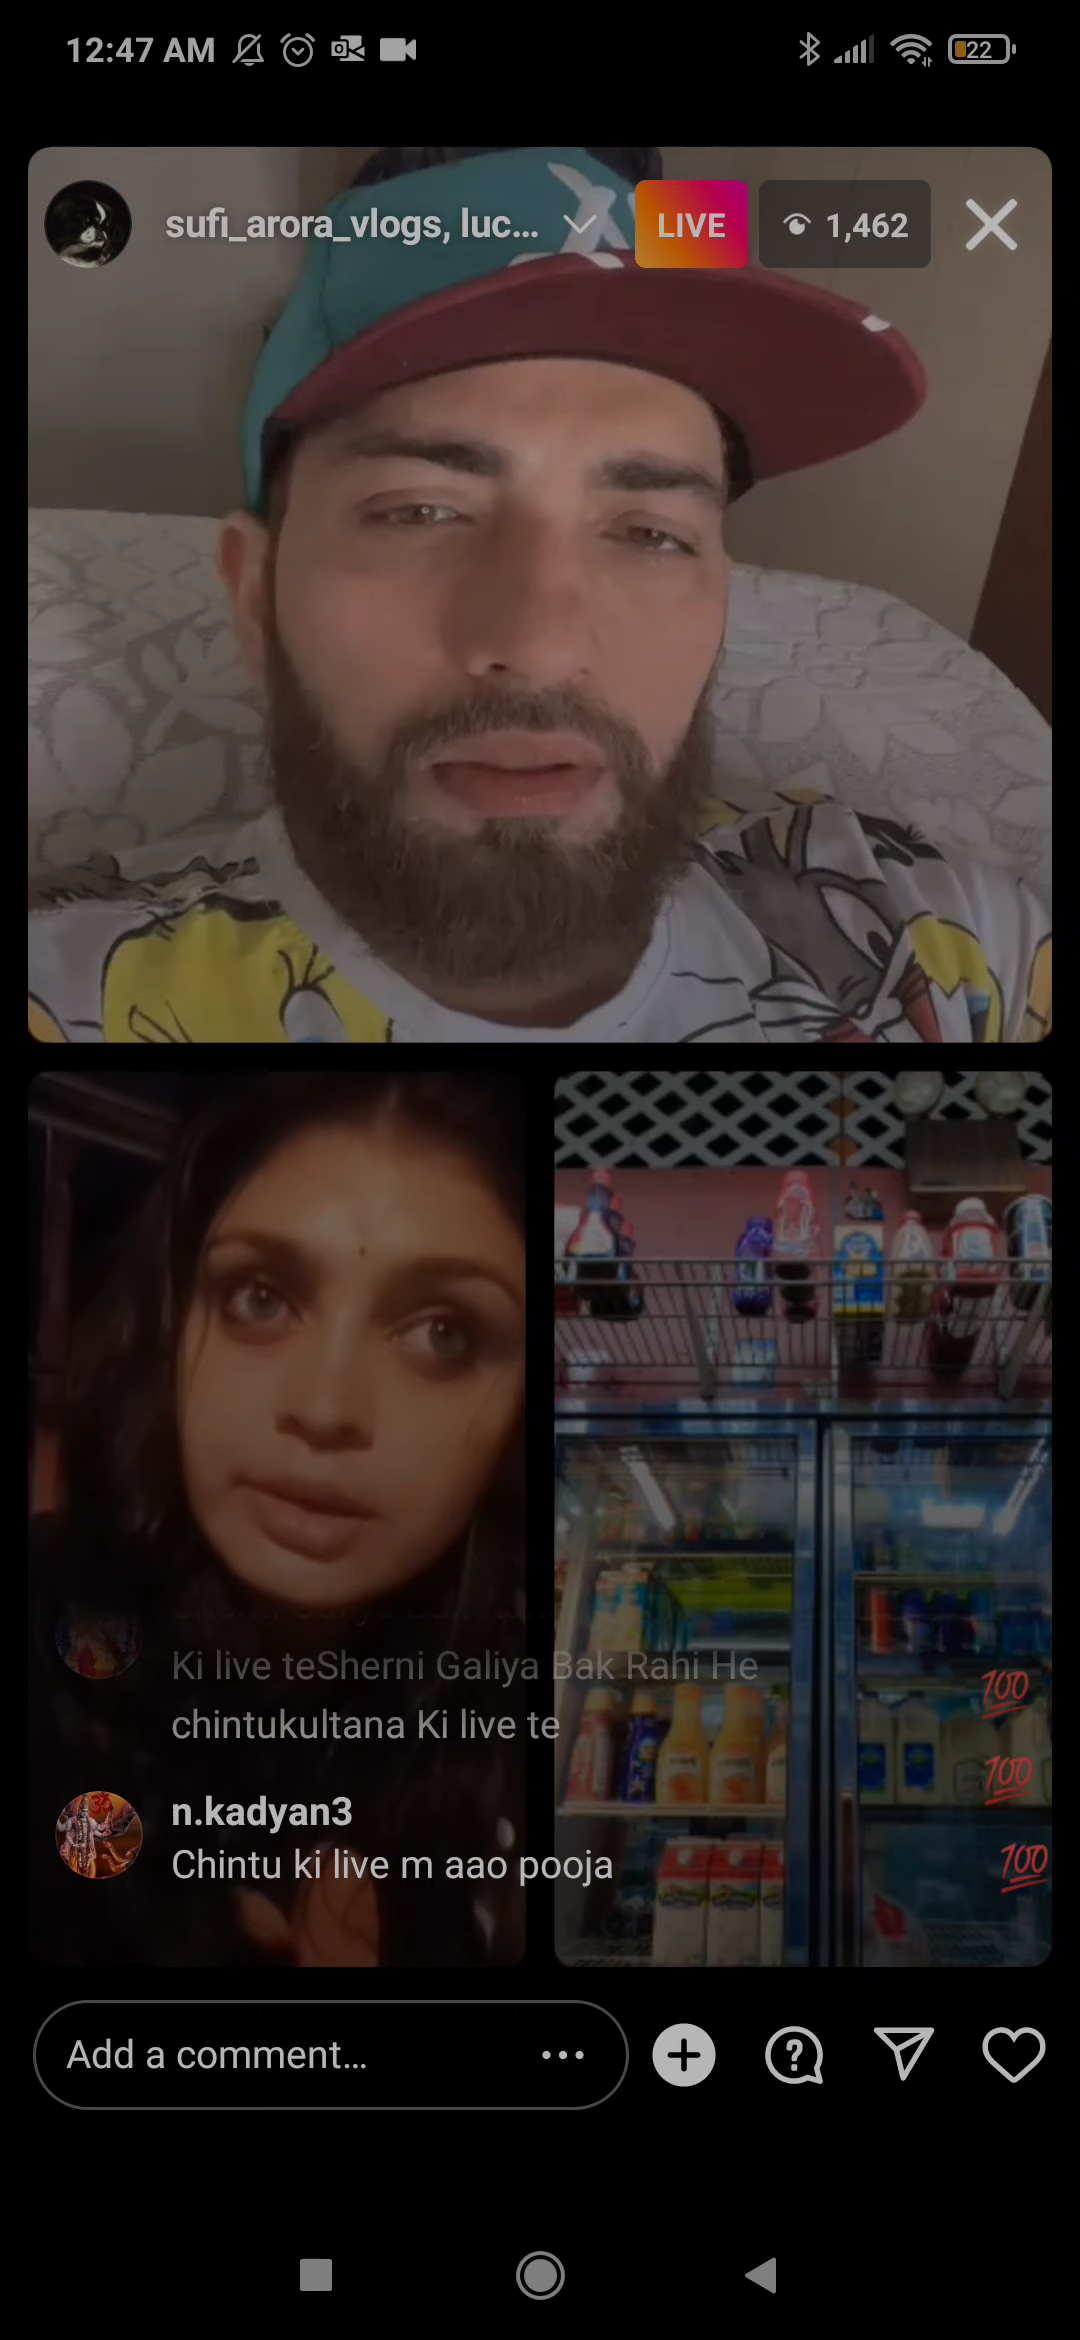 12:47 AM
22
sufi_arora_vlogs, luc...
LIVE
1,462
Ki live teSherni Galiya Bak Rahi He
chintukultana Ki live te
n.kadyan3
Chintu ki live m aao pooja
100
100
100
Add a comment...